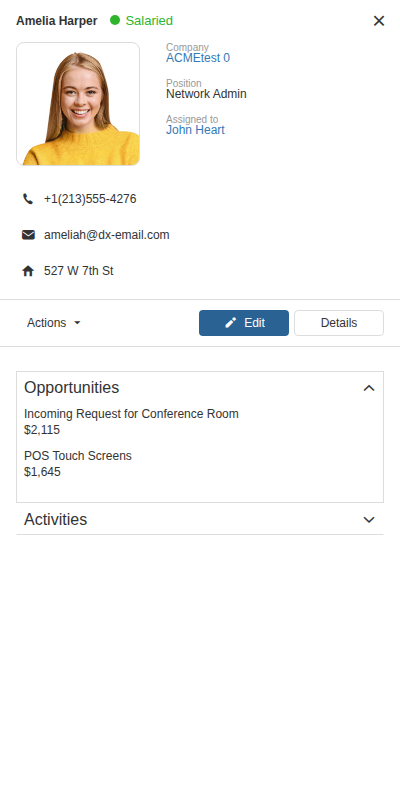 Amelia Harper
Salaried
Company
ACMEtest 0
Position
Network Admin
Assigned to
John Heart
+1(213)555-4276
ameliah@dx-email.com
527 W 7th St
Actions
Edit
Details
Opportunities
Incoming Request for Conference Room
$2,115
POS Touch Screens
$1,645
Activities